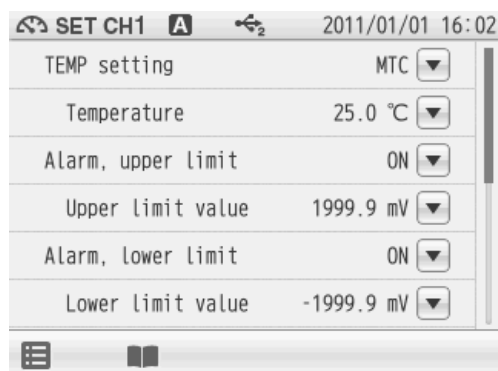 SET CH1 A 2 2011/01/01 16:02
TEMP setting MTC
Temperature 25.0 ℃
Alarm, upper limit ON
Upper limit value 1999.9 mV
Alarm, lower limit ON
Lower limit value -1999.9 mV